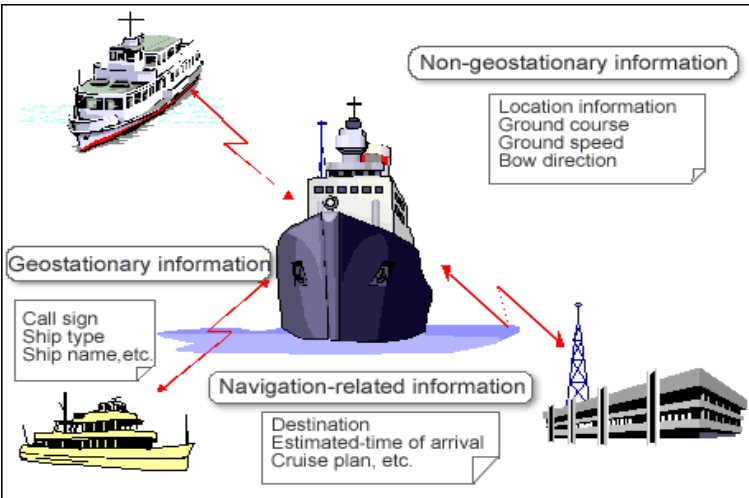 Non-geostationary information
Location information
Ground course
Ground speed
Bow direction
Geostationary information
Call sign
Ship type
Ship name,etc.
Navigation-related information
Destination
Estimated-time of arrival
Cruise plan, etc.